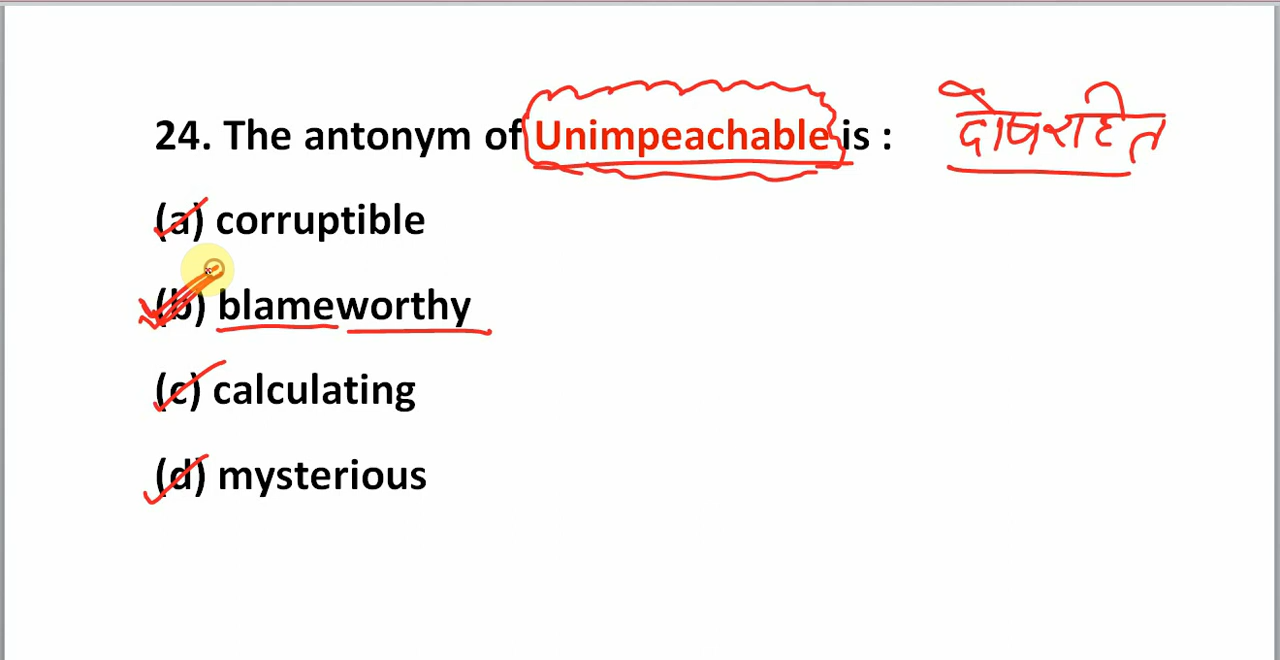 24. The antonym of Unimpeachable is : दोषरहित
(a) corruptible
(b) blameworthy
(c) calculating
(d) mysterious